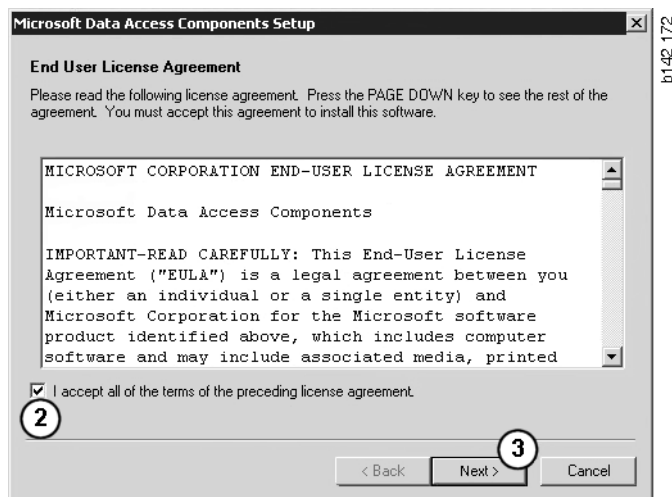 Microsoft Data Access Components Setup
End User License Agreement
Please read the following license agreement. Press the PAGE DOWN key to see the rest of the
agreement. You must accept this agreement to install this software.
MICROSOFT CORPORATION END-USER LICENSE AGREEMENT
Microsoft Data Access Components
IMPORTANT-READ CAREFULLY: This End-User License
Agreement ("EULA") is a legal agreement between you
(either an individual or a single entity) and
Microsoft Corporation for the Microsoft software
product identified above, which includes computer
software and may include associated media, printed
I accept all of the terms of the preceding license agreement.
2
3
< Back
Next >
Cancel
b142 172